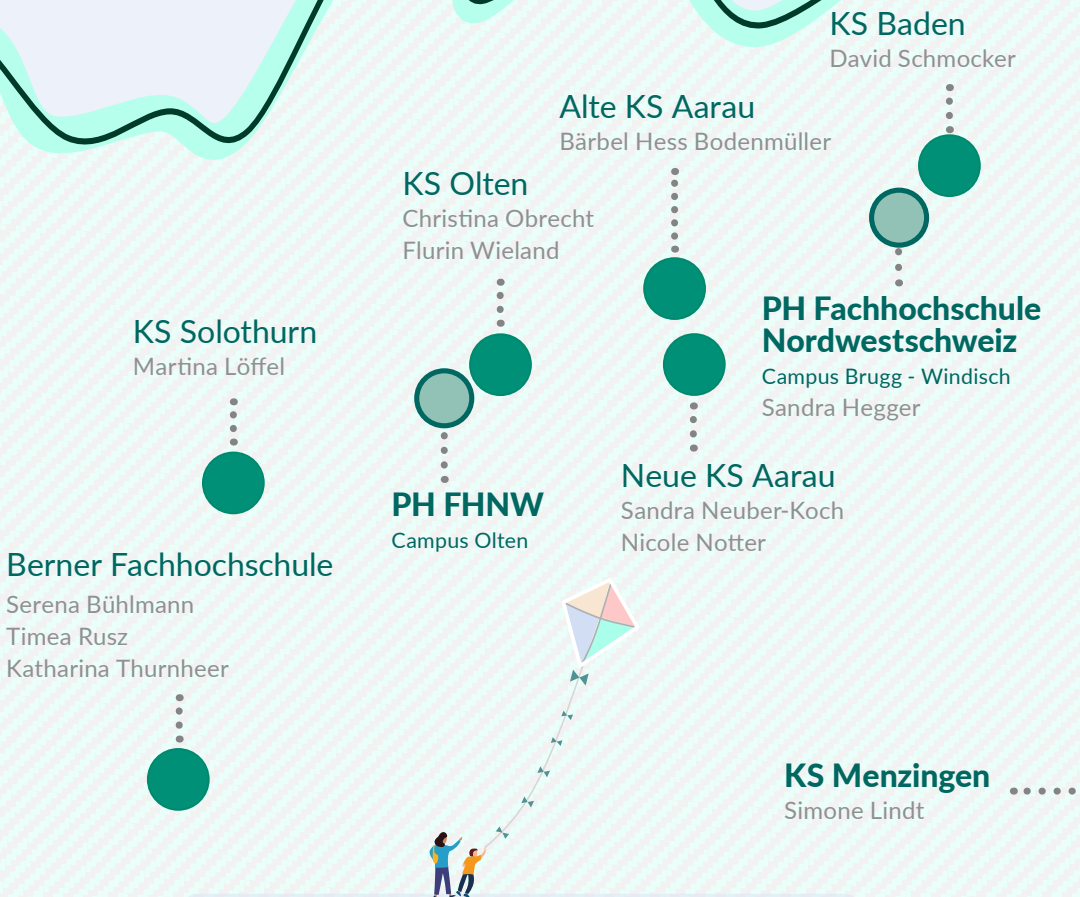 KS Baden
David Schmocker
Alte KS Aarau
Bärbel Hess Bodenmüller
KS Olten
Christina Obrecht
Flurin Wieland
PH Fachhochschule
Nordwestschweiz
Campus Brugg - Windisch
Sandra Hegger
KS Solothurn
Martina Löffel
Neue KS Aarau
Sandra Neuber-Koch
Nicole Notter
PH FHNW
Campus Olten
Berner Fachhochschule
Serena Bühlmann
Timea Rusz
Katharina Thurnheer
KS Menzingen
Simone Lindt